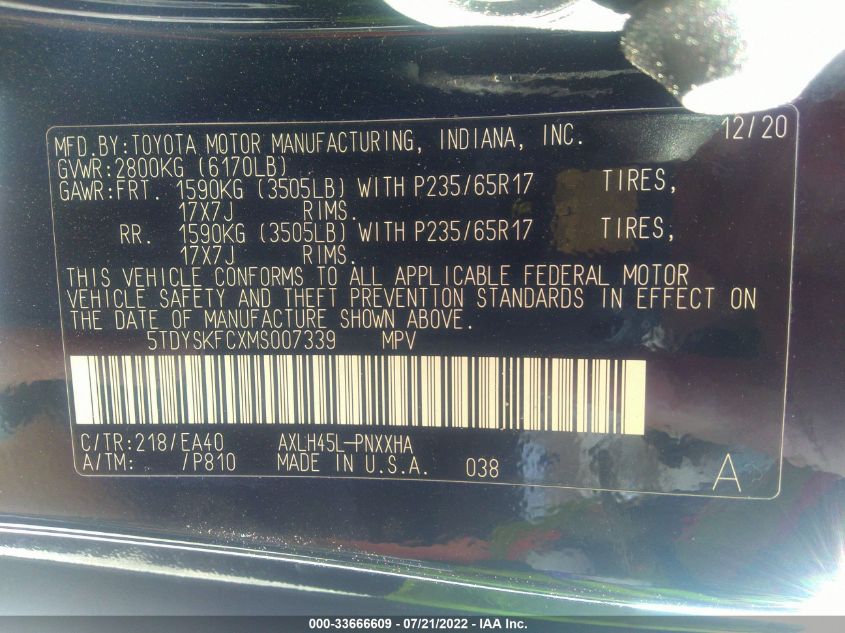 MFD.BY:TOYOTA MOTOR MANUFACTURING, INDIANA, INC. 12/20
GVWR:2800KG (6170LB)
GAWR:FRT. 1590KG (3505LB) WITH P235/65R17 TIRES,
17X7J RIMS.
RR. 1590KG (3505LB) WITH P235/65R17 TIRES,
17X7J RIMS.
THIS VEHICLE CONFORMS TO ALL APPLICABLE FEDERAL MOTOR
VEHICLE SAFETY AND THEFT PREVENTION STANDARDS IN EFFECT ON
THE DATE OF MANUFACTURE SHOWN ABOVE.
5TDYSKFCXMS007339 MPV
C/TR:218/EA40 AXLH45L-PNXXHA
A/TM: /P810 MADE IN U.S.A. 038 A
000-33666609 - 07/21/2022 - IAA Inc.